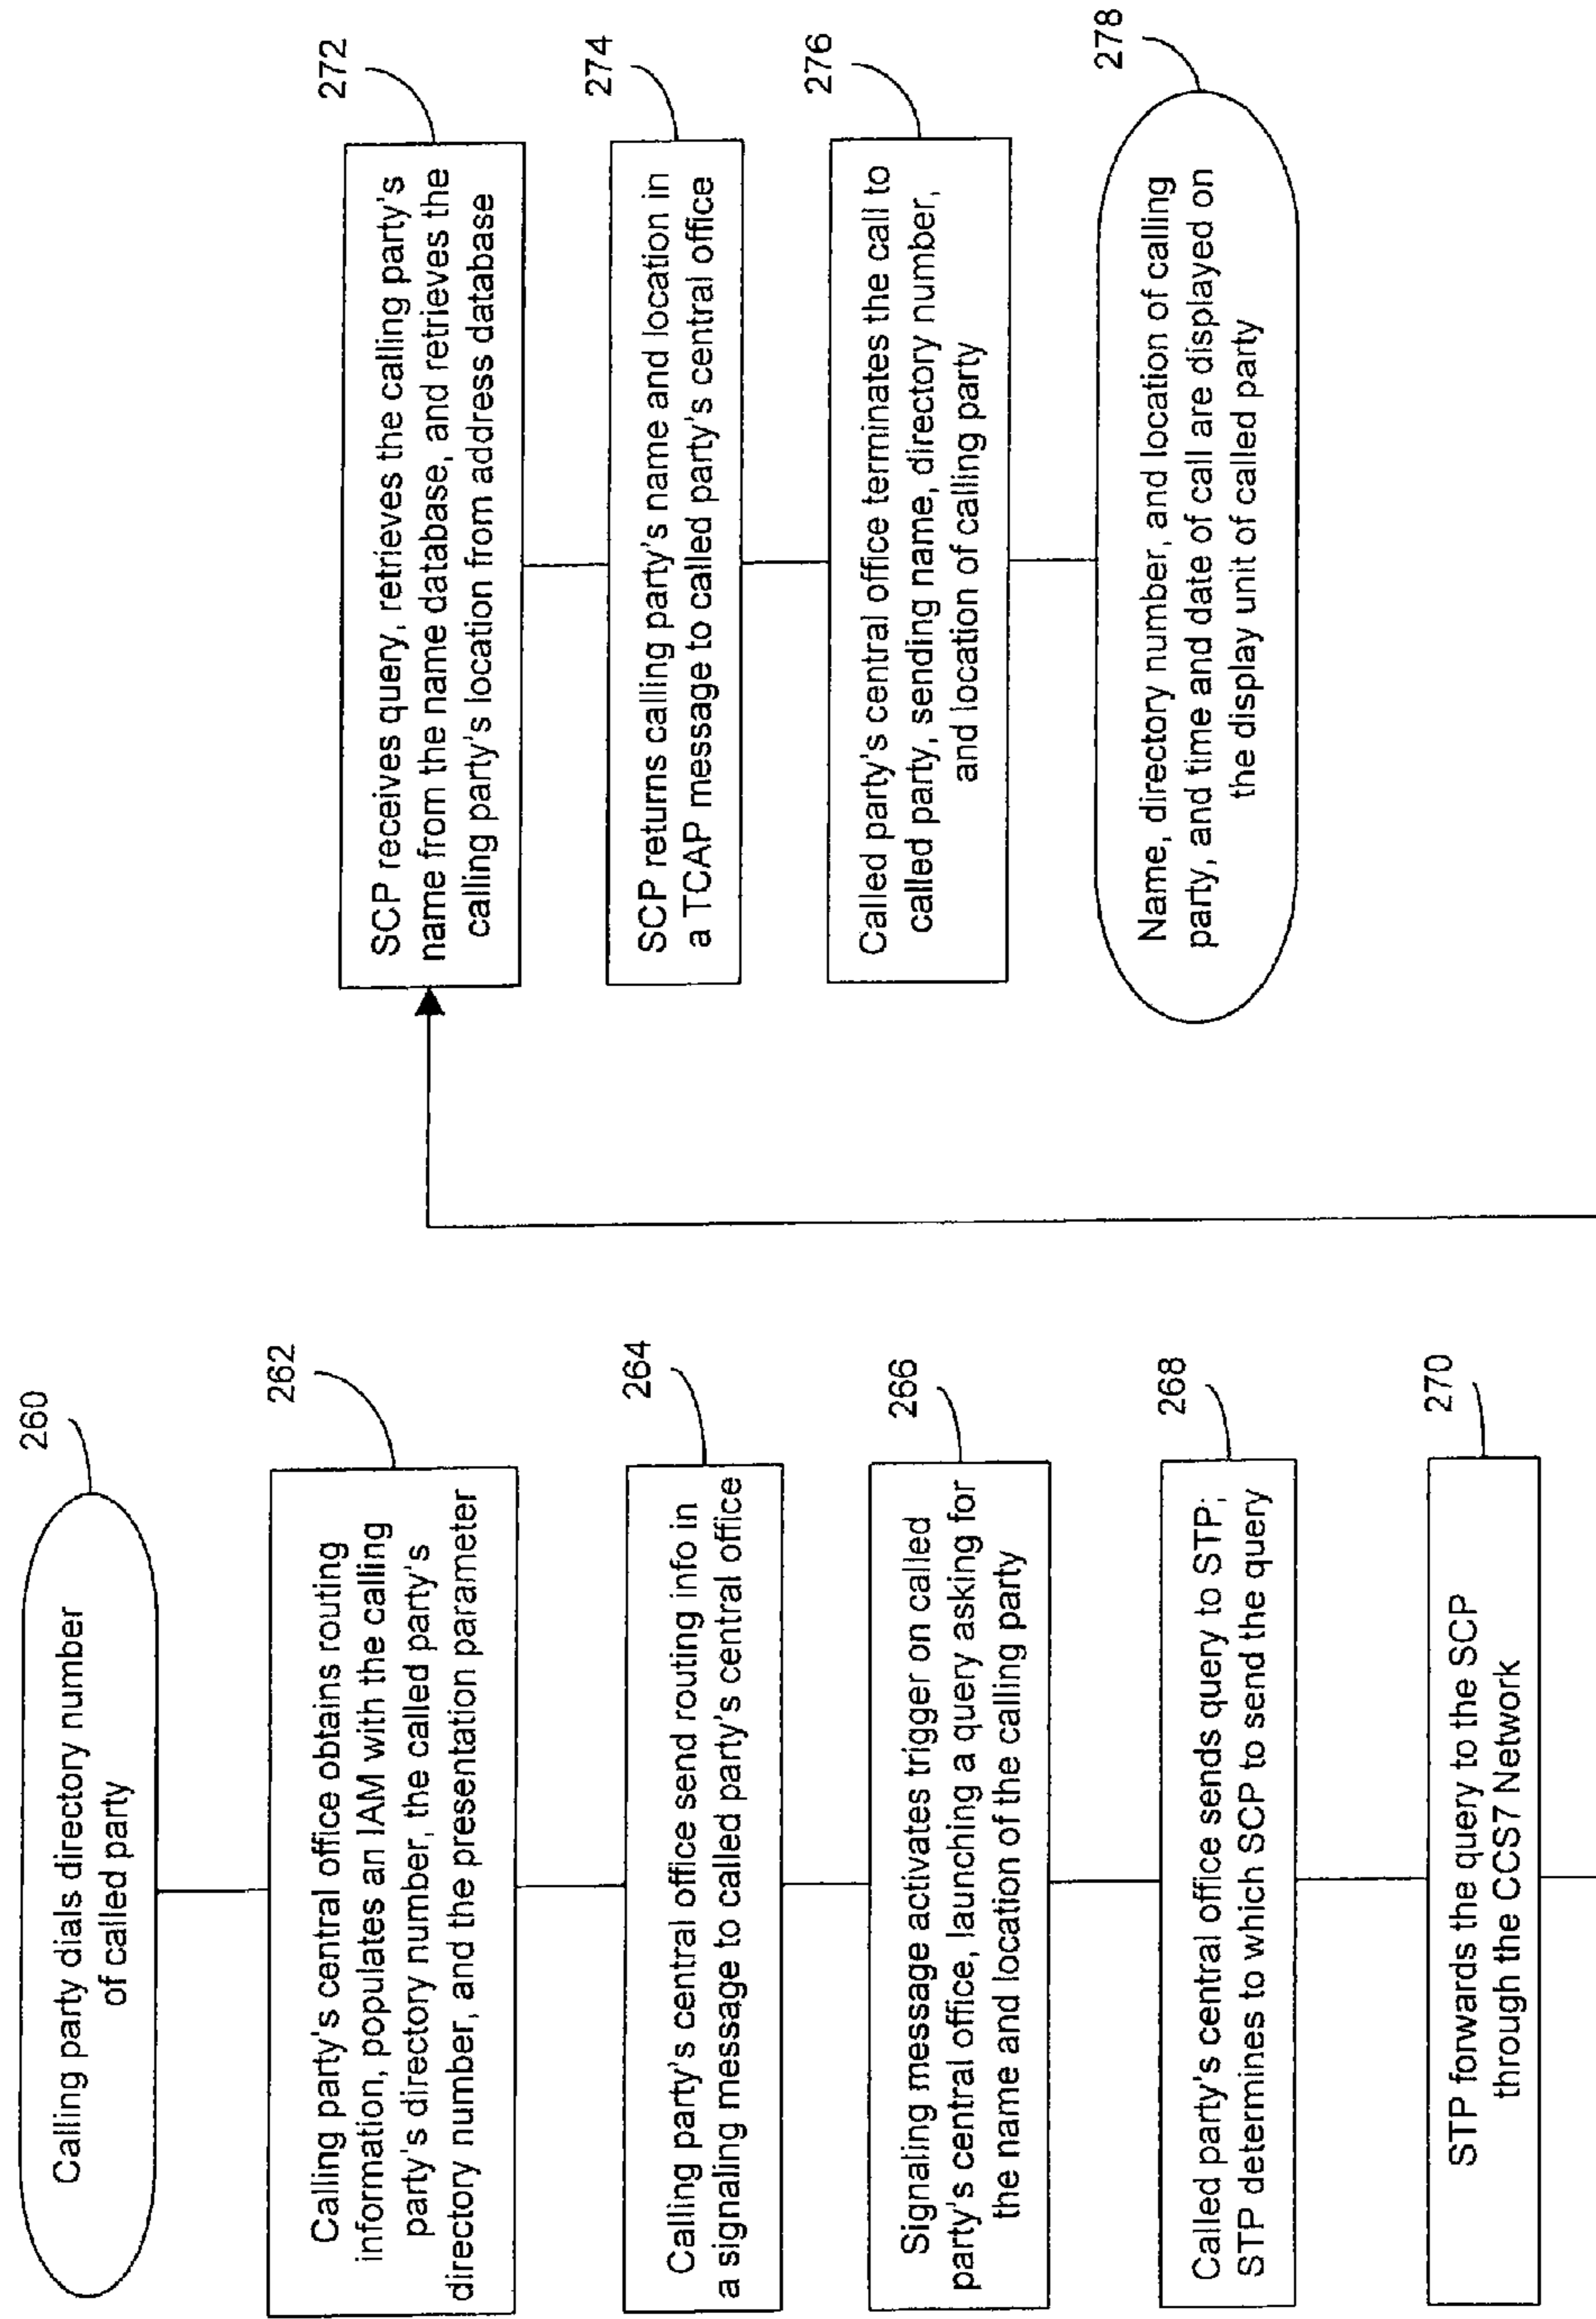 260
Calling party dials directory number
of called party
262
Calling party's central office obtains routing
information, populates an IAM with the calling
party's directory number, the called party's
directory number, and the presentation parameter
264
Calling party's central office send routing info in
a signaling message to called party's central office
266
Signaling message activates trigger on called
party's central office, launching a query asking for
the name and location of the calling party
268
Called party's central office sends query to STP;
STP determines to which SCP to send the query
270
STP forwards the query to the SCP
through the CCS7 Network
272
SCP receives query, retrieves the calling party's
name from the name database, and retrieves the
calling party's location from address database
274
SCP returns calling party's name and location in
a TCAP message to called party's central office
276
Called party's central office terminates the call to
called party, sending name, directory number,
and location of calling party
278
Name, directory number, and location of calling
party, and time and date of call are displayed on
the display unit of called party